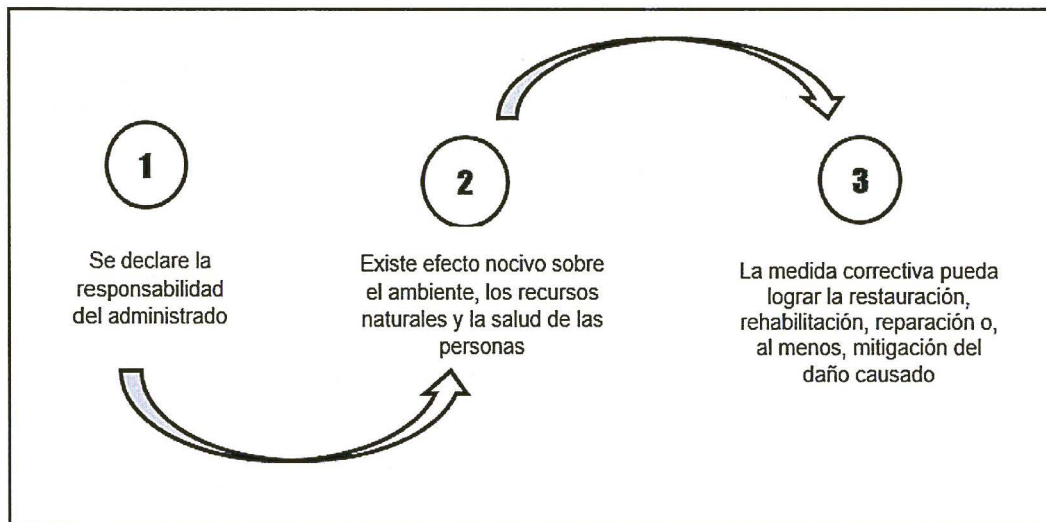 1
Se declare la
responsabilidad
del administrado
2
Existe efecto nocivo sobre
el ambiente, los recursos
naturales y la salud de las
personas
3
La medida correctiva pueda
lograr la restauración,
rehabilitación, reparación o,
al menos, mitigación del
daño causado